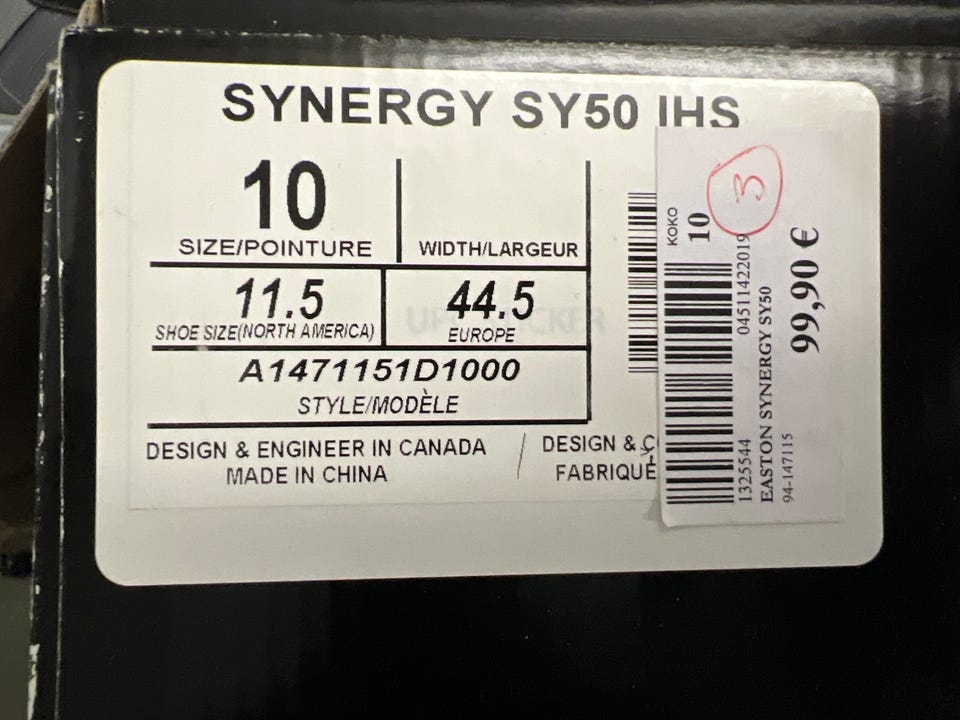 SYNERGY SY50 IHS
10
SIZE/POINTURE
WIDTH/LARGEUR
11.5
SHOE SIZE(NORTH AMERICA)
44.5
EUROPE
A1471151D1000
STYLE/MODÈLE
DESIGN & ENGINEER IN CANADA
MADE IN CHINA
DESIGN & C
FABRIQUÉ
KOKO
10
3
1325544 04511422019
EASTON SYNERGY SY50
94-147115
99,90 €